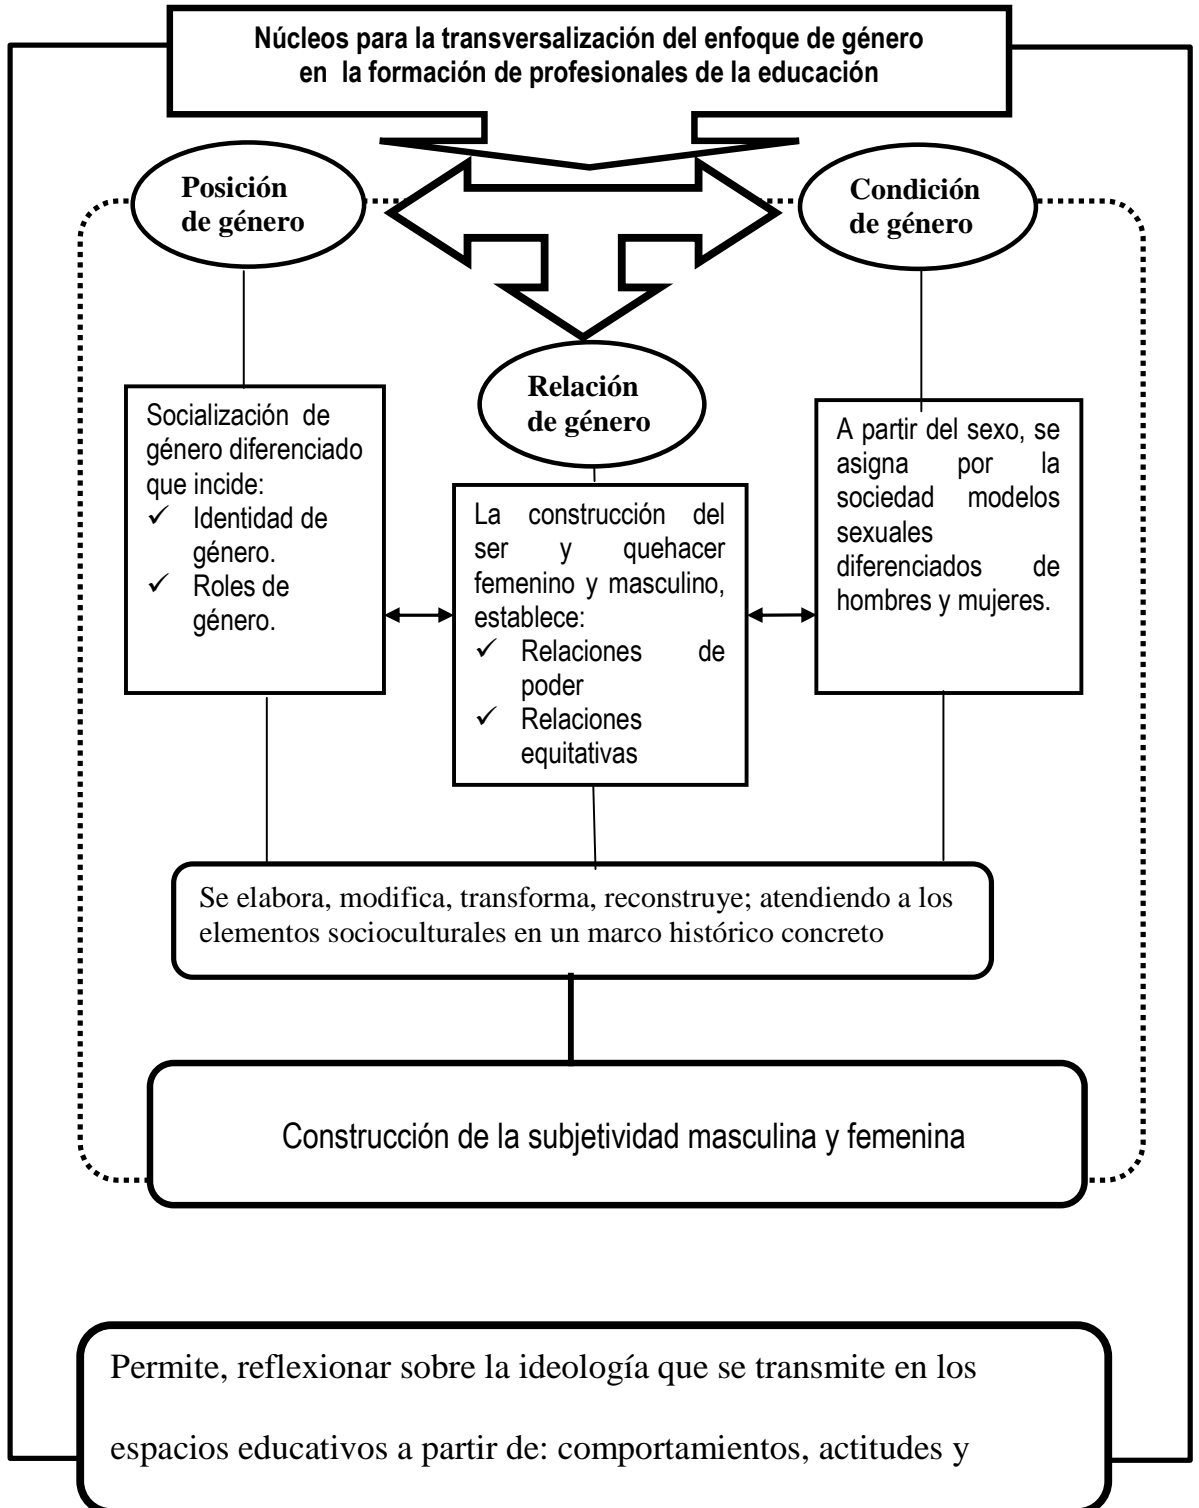 Núcleos para la transversalización del enfoque de género
en la formación de profesionales de la educación
Posición
de género
Condición
de género
Relación
de género
Socialización de
género diferenciado
que incide:
✓ Identidad de
género.
✓ Roles de
género.
La construcción del
ser y quehacer
femenino y masculino,
establece:
✓ Relaciones de
poder
✓ Relaciones
equitativas
A partir del sexo, se
asigna por la
sociedad modelos
sexuales
diferenciados de
hombres y mujeres.
Se elabora, modifica, transforma, reconstruye; atendiendo a los
elementos socioculturales en un marco histórico concreto
Construcción de la subjetividad masculina y femenina
Permite, reflexionar sobre la ideología que se transmite en los
espacios educativos a partir de: comportamientos, actitudes y